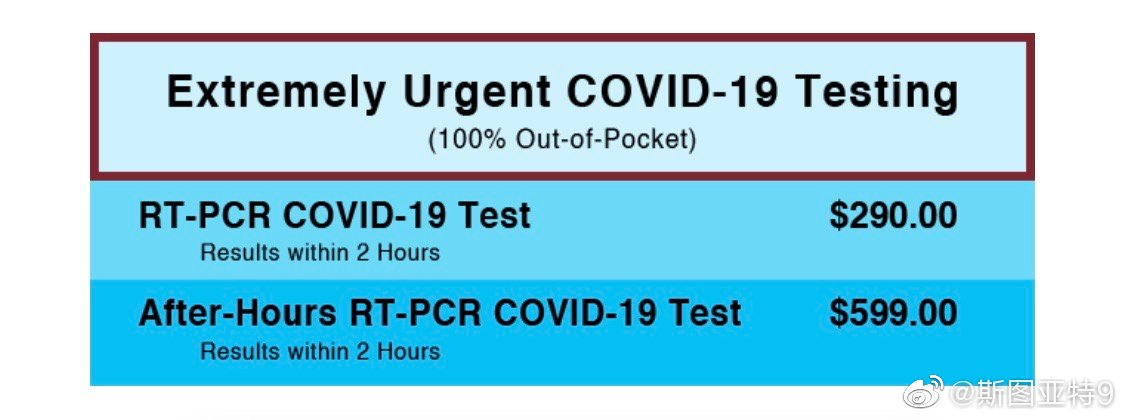 Extremely Urgent COVID-19 Testing
(100% Out-of-Pocket)
RT-PCR COVID-19 Test $290.00
Results within 2 Hours
After-Hours RT-PCR COVID-19 Test $599.00
Results within 2 Hours
@斯图亚特9